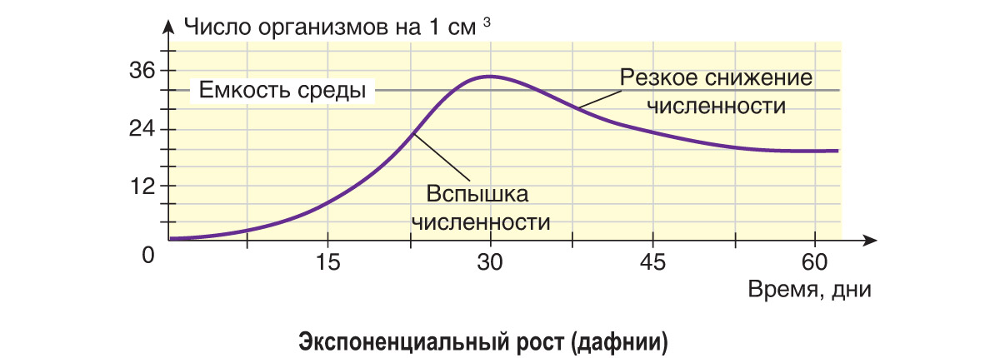 Число организмов на 1 см ³
36
Емкость среды
Резкое снижение
численности
24
12
Вспышка
численности
0
15
30
45
60
Время, дни
Экспоненциальный рост (дафнии)